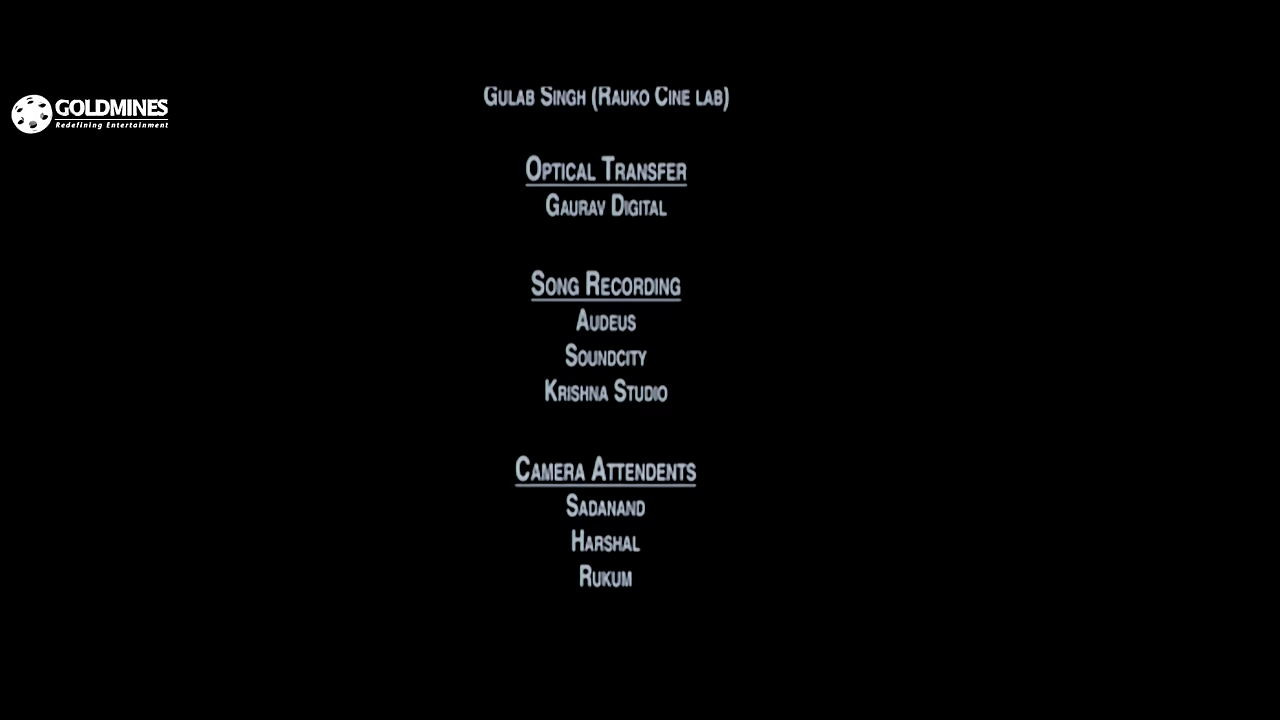 GOLDMINES
Redefining Entertainment
GULAB SINGH (RAUKO CINE LAB)
OPTICAL TRANSFER
GAURAV DIGITAL
SONG RECORDING
AUDEUS
SOUNDCITY
KRISHNA STUDIO
CAMERA ATTENDENTS
SADANAND
HARSHAL
RUKUM